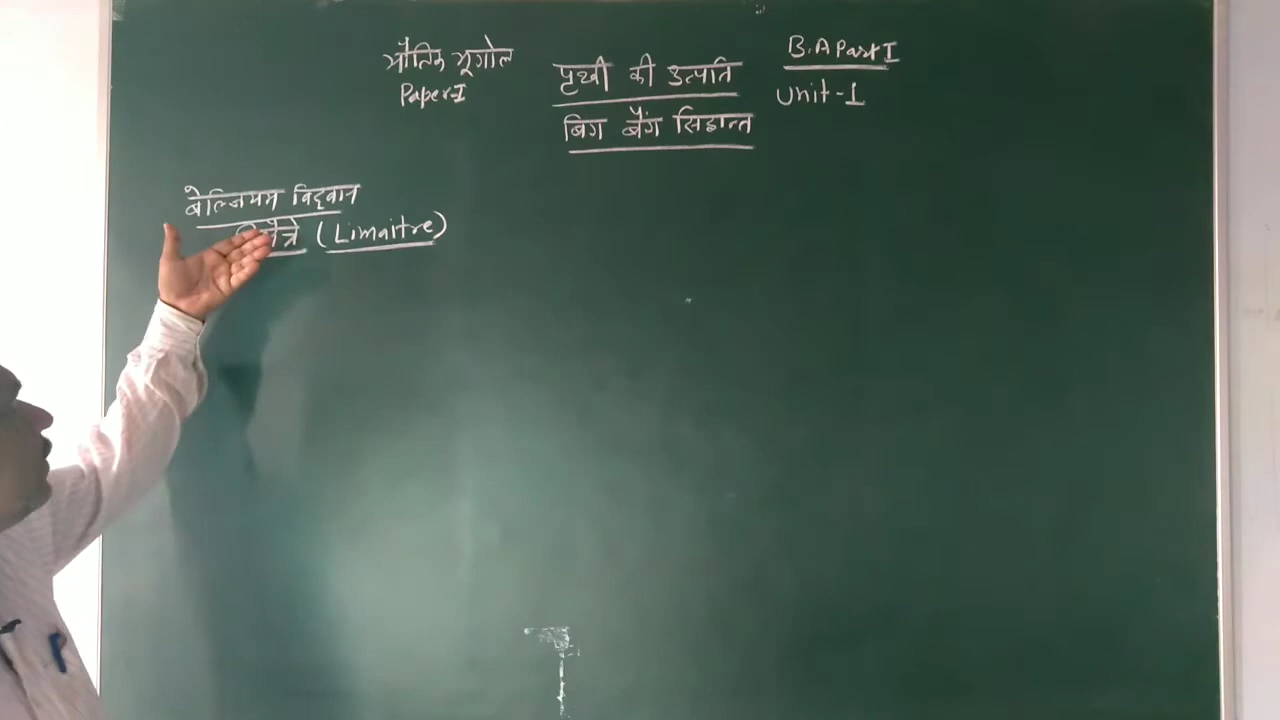 भौतिक भूगोल
Paper-I
पृथ्वी की उत्पति
बिग बैंग सिद्धान्त
B.A Part I
Unit-1
बेल्जियम विद्वान
(Limaitre)